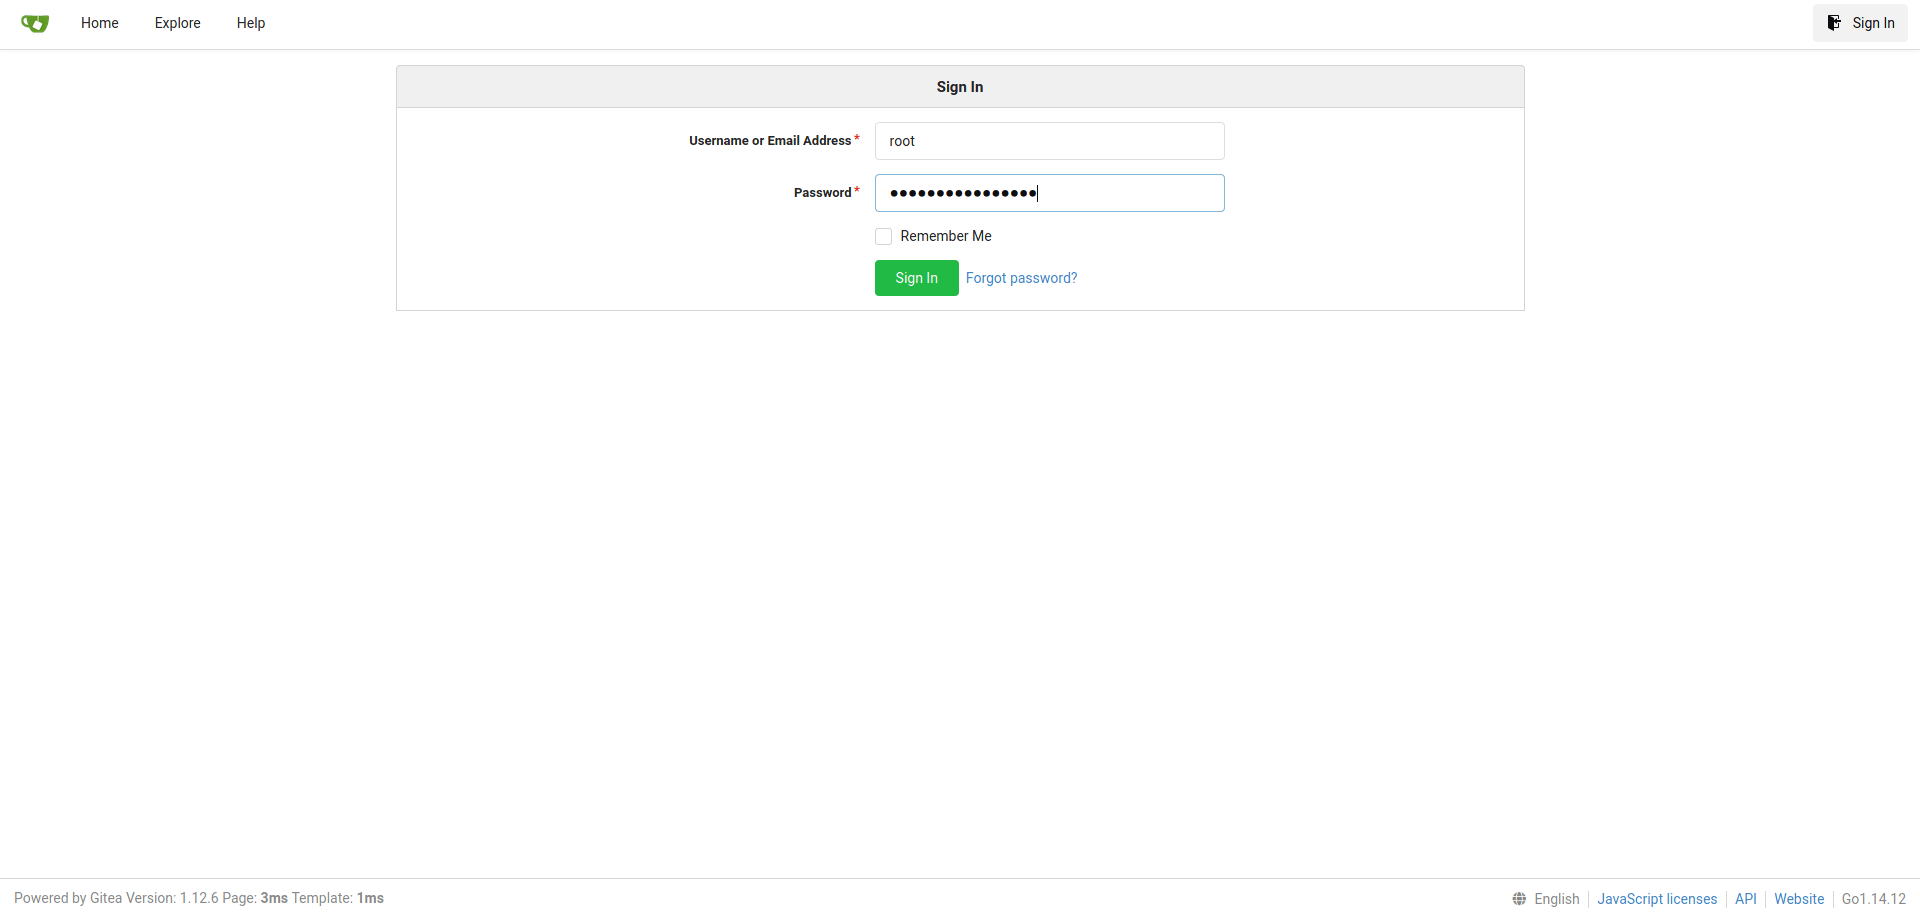 Home Explore Help Sign In
Sign In
Username or Email Address*
root
Password*
Remember Me
Sign In Forgot password?
Powered by Gitea Version: 1.12.6 Page: 3ms Template: 1ms English JavaScript licenses API Website Go1.14.12